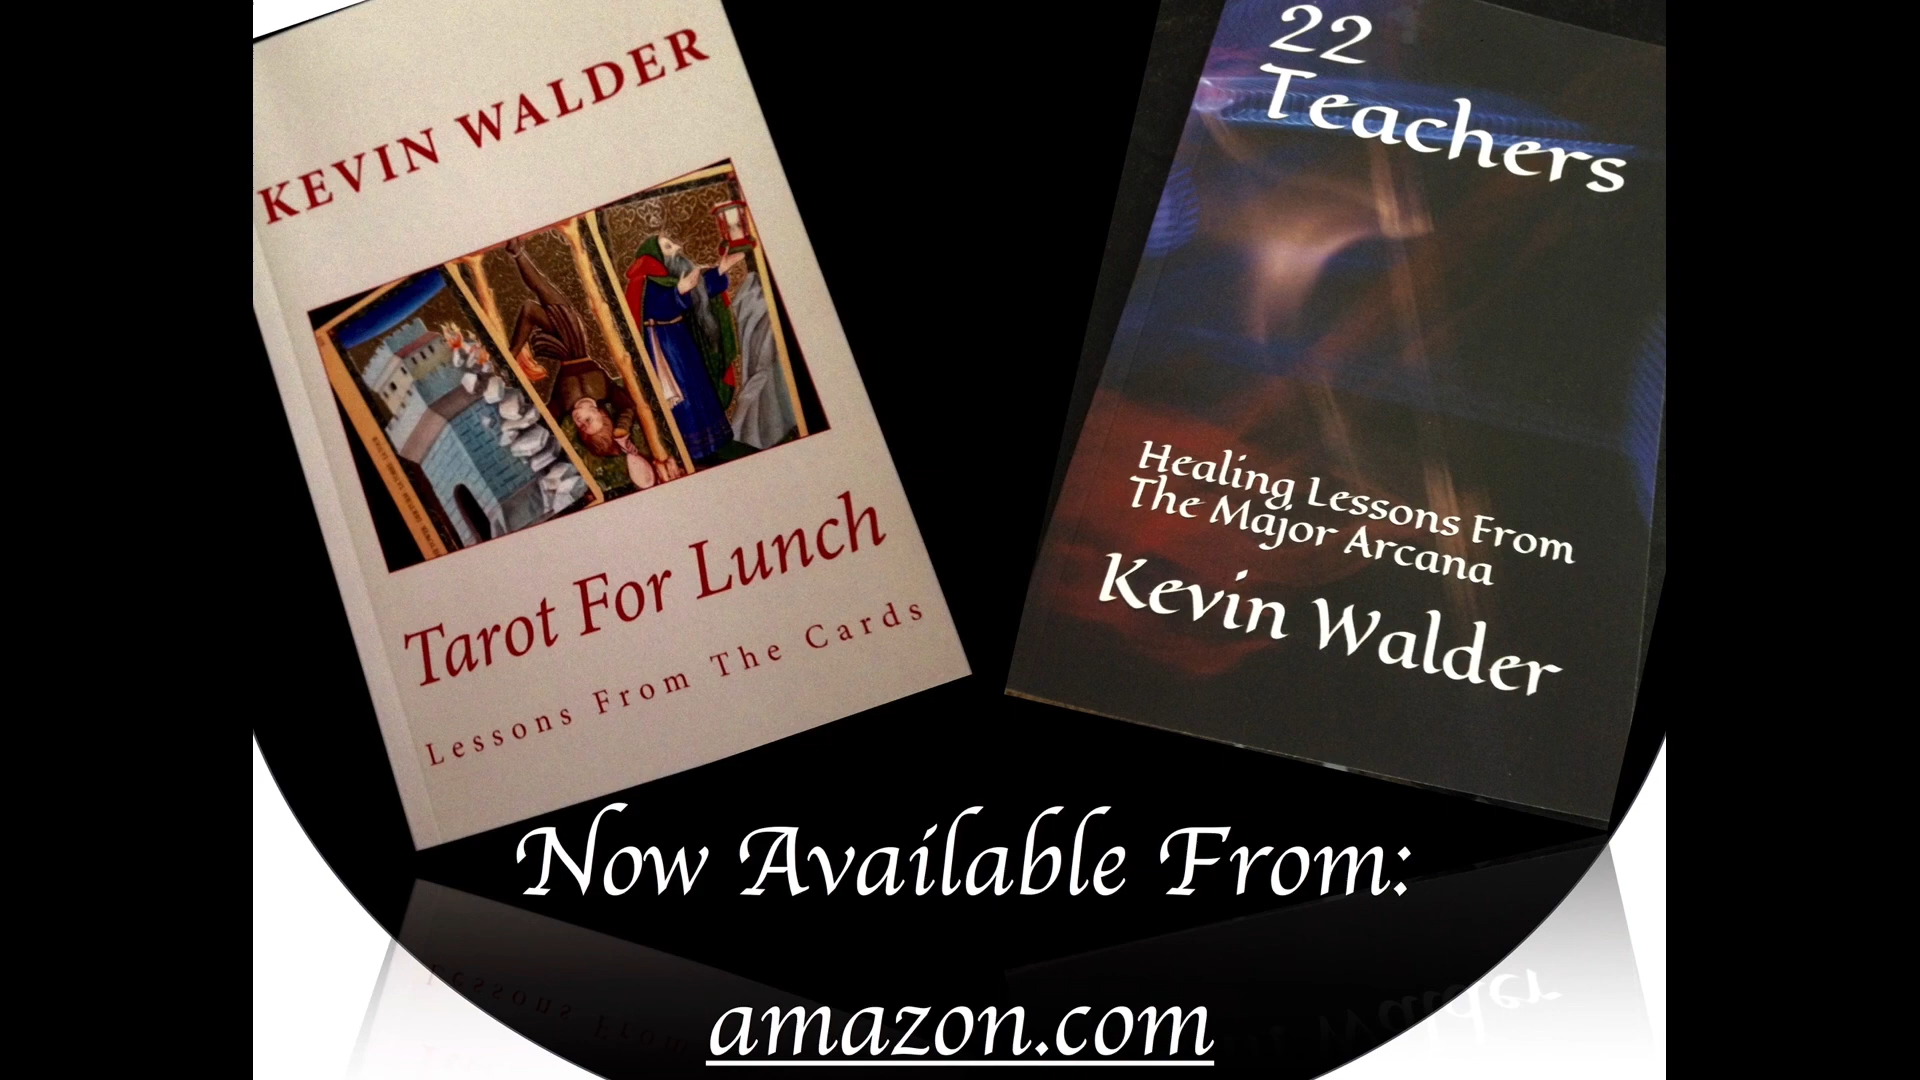 KEVIN WALDER
Tarot For Lunch
Lessons From The Cards
22
Teachers
Healing Lessons From
The Major Arcana
Kevin Walder
Now Available From:
amazon.com